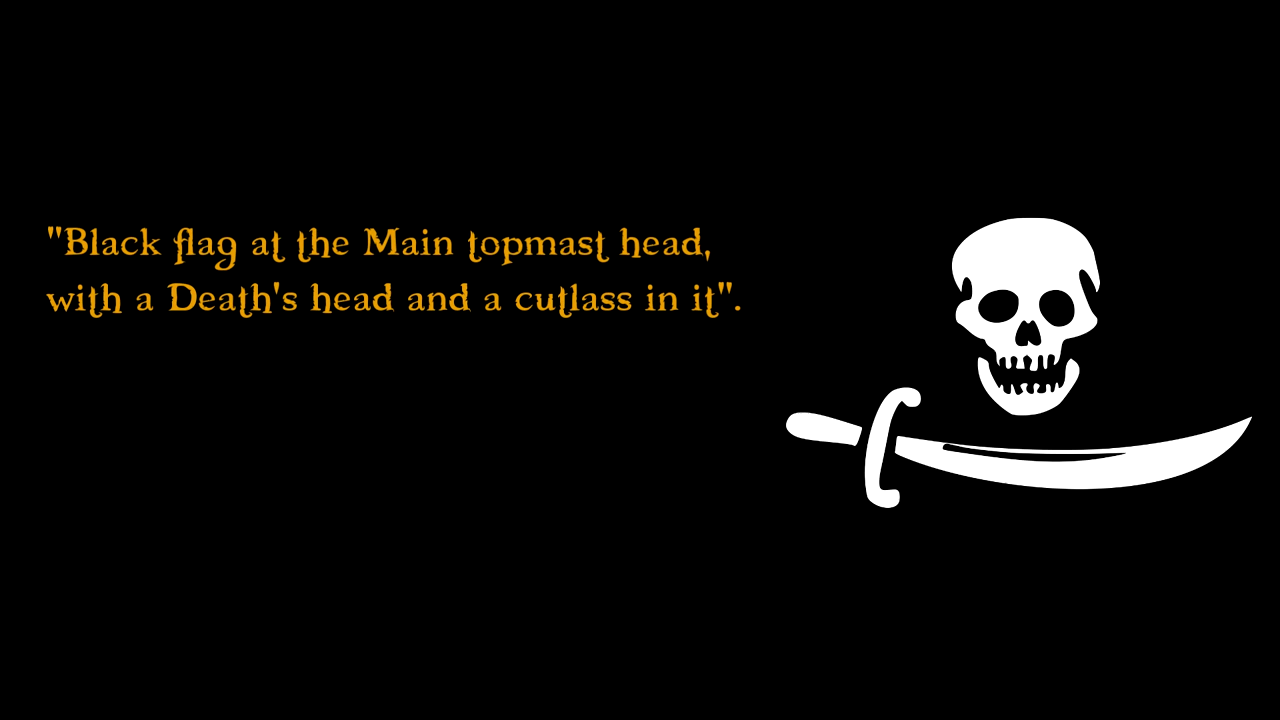 "Black flag at the Main topmast head,
with a Death's head and a cutlass in it".